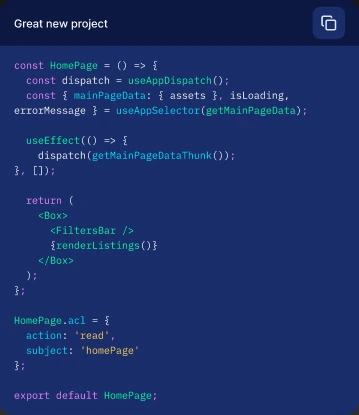 Great new project
const HomePage = () => {
const dispatch = useAppDispatch();
const { mainPageData: { assets }, isLoading,
errorMessage } = useAppSelector(getMainPageData);
useEffect(() => {
dispatch(getMainPageDataThunk());
}, []);
return (
<Box>
<FiltersBar />
{renderListings()}
</Box>
);
};
HomePage.acl = {
action: 'read',
subject: 'homePage'
};
export default HomePage;